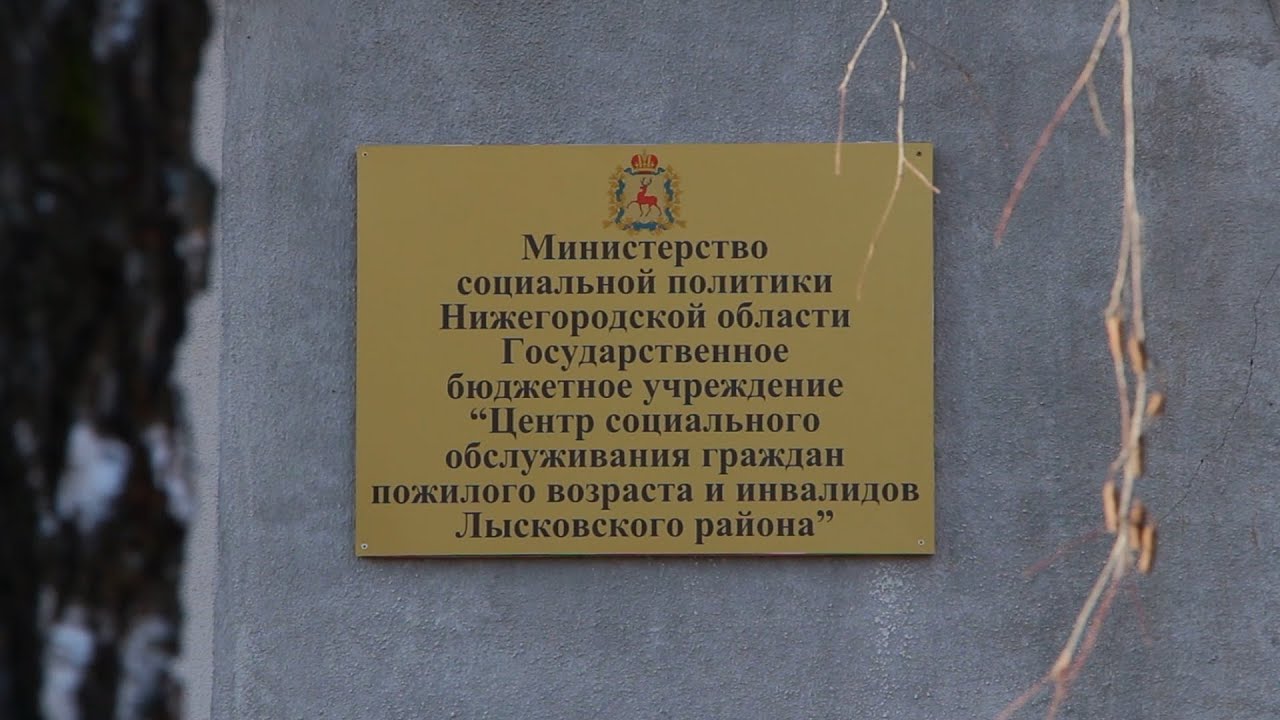 Министерство
социальной политики
Нижегородской области
Государственное
бюджетное учреждение
“Центр социального
обслуживания граждан
пожилого возраста и инвалидов
Лысковского района”